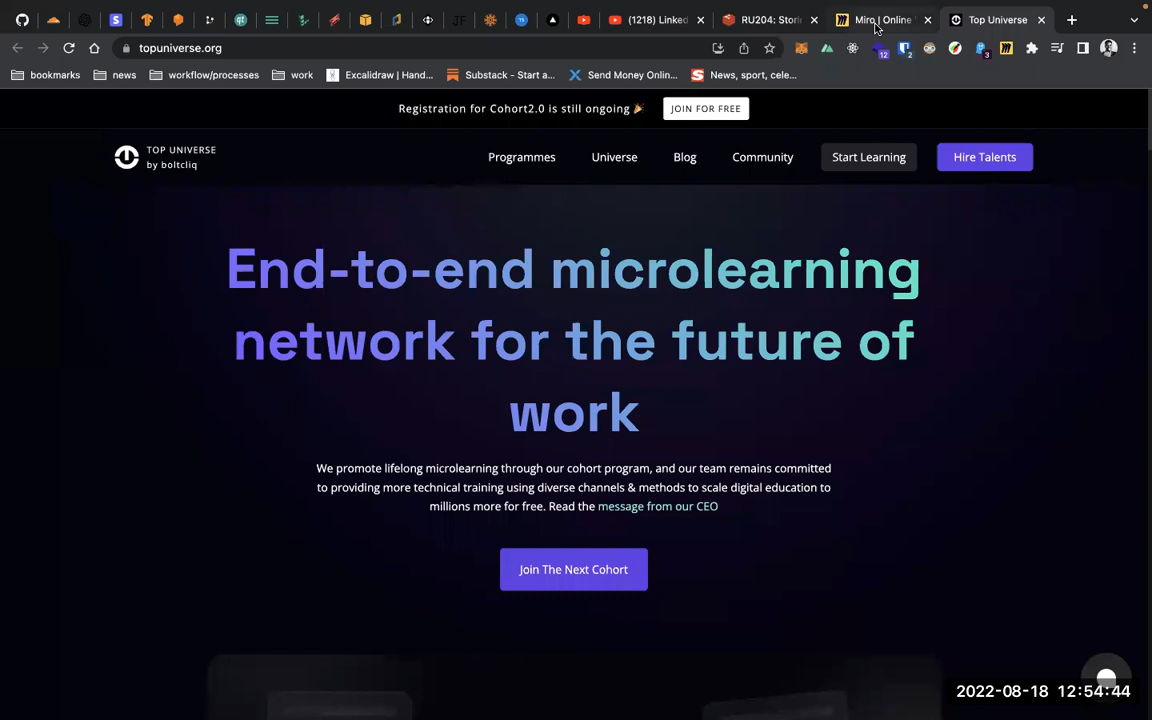 (1218) Linked
RU204: Storin
Miro | Online
Top Universe
topuniverse.org
12
2
3
bookmarks
news
workflow/processes
work
Excalidraw | Hand...
Substack - Start a...
Send Money Onlin...
News, sport, cele...
Registration for Cohort2.0 is still ongoing 🎉
JOIN FOR FREE
TOP UNIVERSE
by boltcliq
Programmes
Universe
Blog
Community
Start Learning
Hire Talents
End-to-end microlearning
network for the future of
work
We promote lifelong microlearning through our cohort program, and our team remains committed
to providing more technical training using diverse channels & methods to scale digital education to
millions more for free. Read the message from our CEO
Join The Next Cohort
2022-08-18 12:54:44